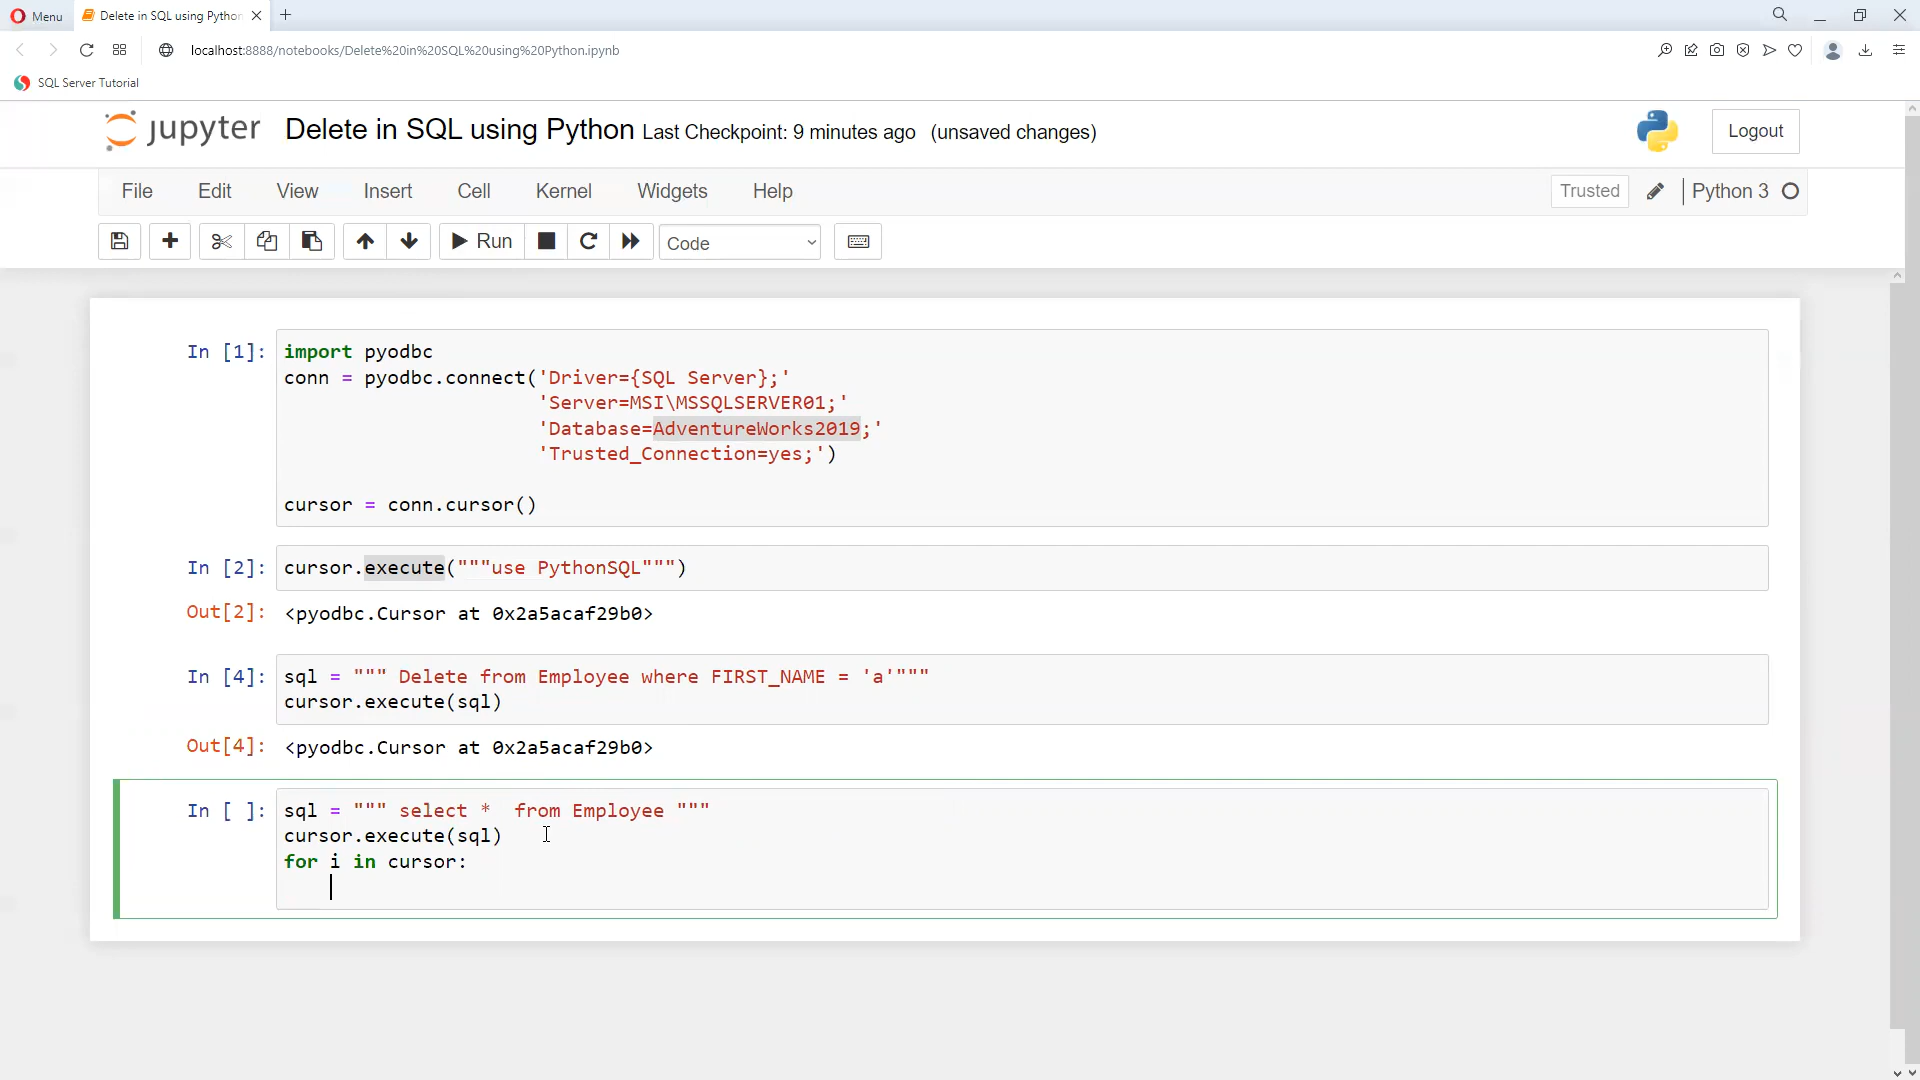 Menu
Delete in SQL using Python
localhost:8888/notebooks/Delete%20in%20SQL%20using%20Python.ipynb
SQL Server Tutorial
jupyter Delete in SQL using Python Last Checkpoint: 9 minutes ago (unsaved changes)
Logout
File Edit View Insert Cell Kernel Widgets Help
Trusted Python 3
Run Code
In [1]: import pyodbc
conn = pyodbc.connect('Driver={SQL Server};'
'Server=MSI\MSSQLSERVER01;'
'Database=AdventureWorks2019;'
'Trusted_Connection=yes;')
cursor = conn.cursor()
In [2]: cursor.execute("""use PythonSQL""")
Out[2]: <pyodbc.Cursor at 0x2a5acaf29b0>
In [4]: sql = """ Delete from Employee where FIRST_NAME = 'a'"""
cursor.execute(sql)
Out[4]: <pyodbc.Cursor at 0x2a5acaf29b0>
In [ ]: sql = """ select *  from Employee """
cursor.execute(sql)
for i in cursor: